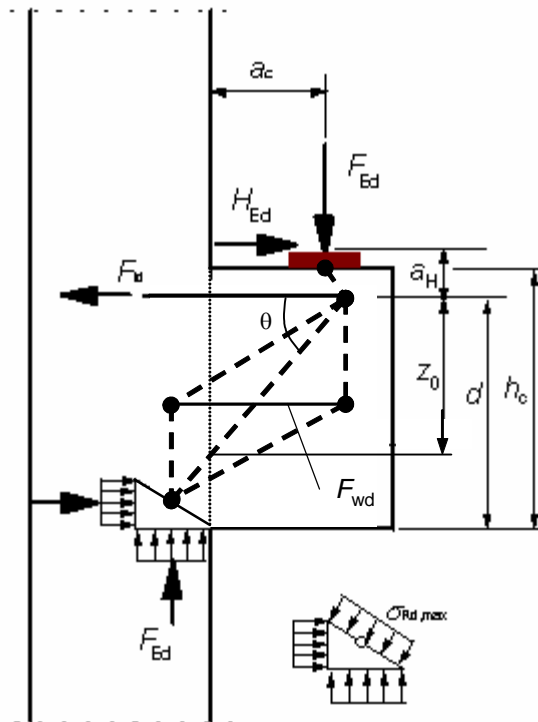 a_c
F_Ed
H_Ed
F_td
a_H
θ
z_0
d
h_c
F_wd
F_Ed
σ_Rd,max